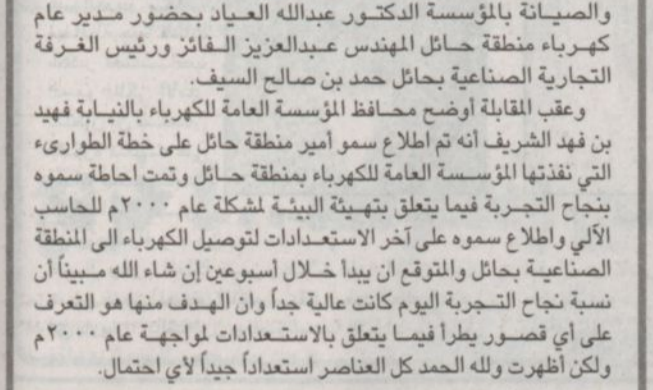 والصيانة بالمؤسسة الدكتور عبدالله العياد بحضور مدير عام
كهرباء منطقة حائل المهندس عبدالعزيز الفائز ورئيس الغرفة
التجارية الصناعية بحائل حمد بن صالح السيف.
وعقب المقابلة أوضح محافظ المؤسسة العامة للكهرباء بالنيابة فهيد
بن فهد الشريف أنه تم اطلاع سمو أمير منطقة حائل على خطة الطوارىء
التي نفذتها المؤسسة العامة للكهرباء بمنطقة حائل وتمت احاطة سموه
بنجاح التجربة فيما يتعلق بتهيئة البيئة لمشكلة عام ٢٠٠٠م للحاسب
الآلي واطلاع سموه على آخر الاستعدادات لتوصيل الكهرباء الى المنطقة
الصناعية بحائل والمتوقع ان يبدأ خلال أسبوعين إن شاء الله مبيناً أن
نسبة نجاح التجربة اليوم كانت عالية جداً وان الهدف منها هو التعرف
على أي قصور يطرأ فيما يتعلق بالاستعدادات لمواجهة عام ٢٠٠٠م
ولكن أظهرت ولله الحمد كل العناصر استعداداً جيداً لأي احتمال.